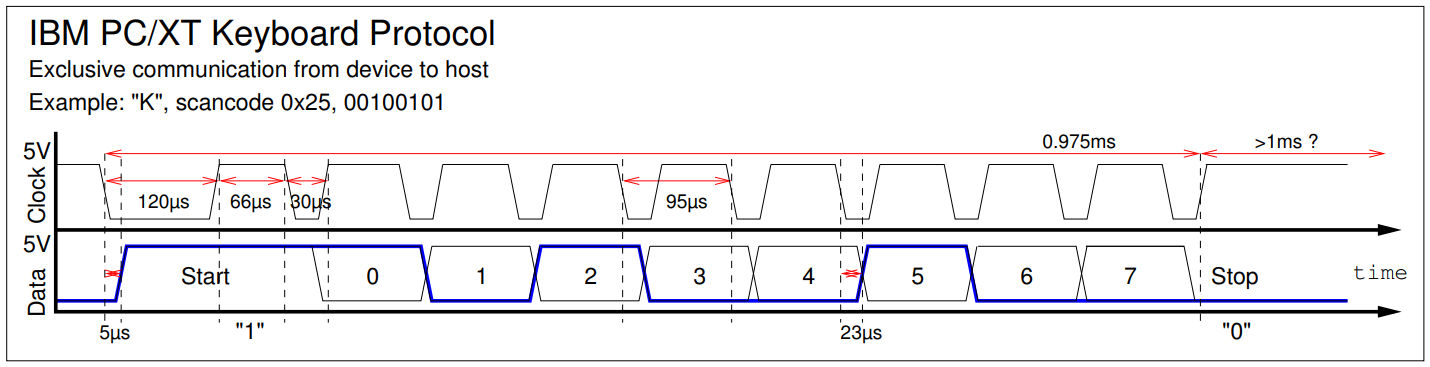 IBM PC/XT Keyboard Protocol
Exclusive communication from device to host
Example: "K", scancode 0x25, 00100101
5V
0.975ms
>1ms ?
Clock
120µs
66µs
30µs
95µs
5V
Data
Start
0
1
2
3
4
5
6
7
Stop
time
5µs
"1"
23µs
"0"